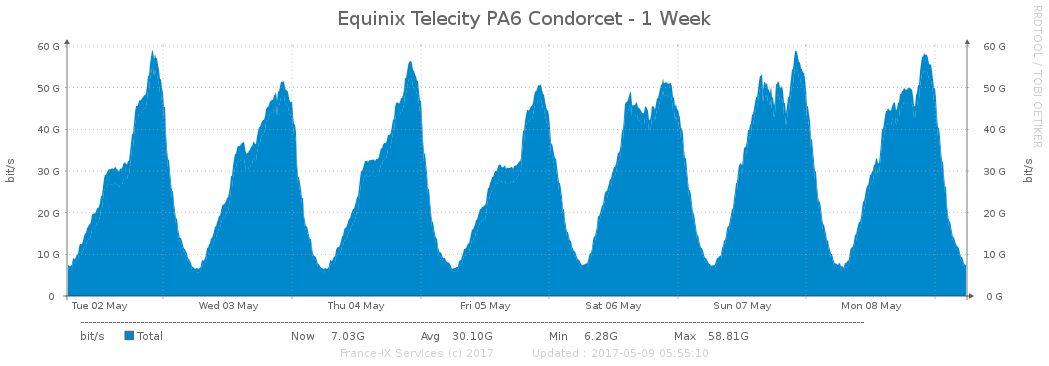 Equinix Telecity PA6 Condorcet - 1 Week
RRDTOOL / TOBI OETIKER
60 G 60 G
50 G 50 G
40 G 40 G
30 G 30 G
20 G 20 G
10 G 10 G
0 0 G
bit/s
bit/s
Tue 02 May Wed 03 May Thu 04 May Fri 05 May Sat 06 May Sun 07 May Mon 08 May
bit/s Total Now 7.03G Avg 30.10G Min 6.28G Max 58.81G
France-IX Services (c) 2017 Updated : 2017-05-09 05:55:10